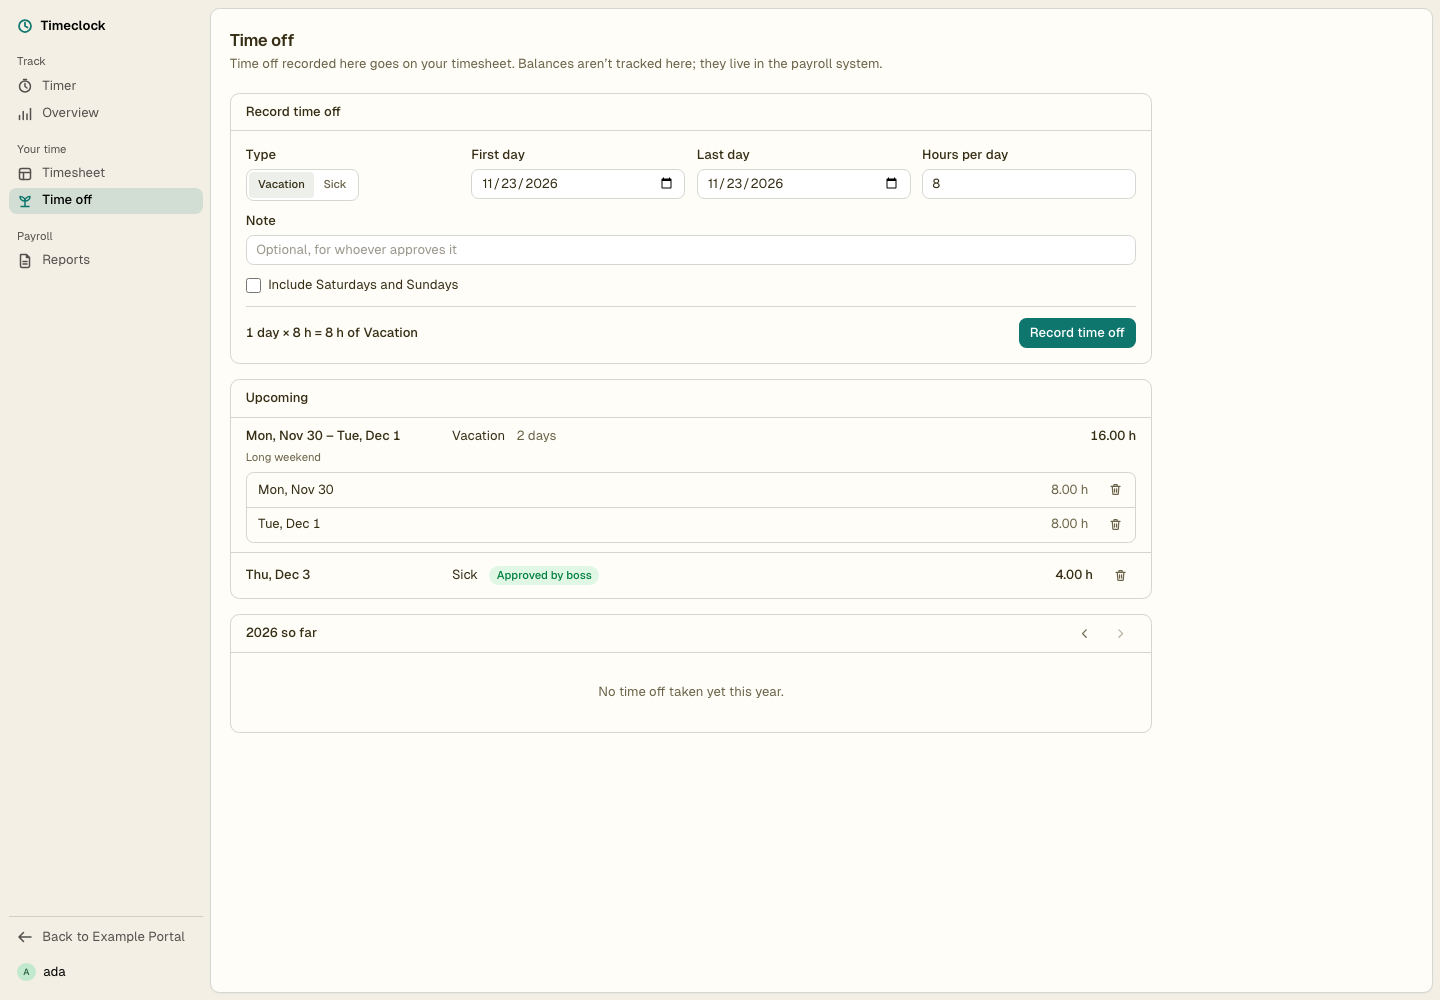 Timeclock
Track
Timer
Overview
Your time
Timesheet
Time off
Payroll
Reports
Back to Example Portal
A ada
Time off
Time off recorded here goes on your timesheet. Balances aren’t tracked here; they live in the payroll system.
Record time off
Type First day Last day Hours per day
Vacation Sick 11/23/2026 11/23/2026 8
Note
Optional, for whoever approves it
Include Saturdays and Sundays
1 day × 8 h = 8 h of Vacation Record time off
Upcoming
Mon, Nov 30 – Tue, Dec 1 Vacation 2 days 16.00 h
Long weekend
Mon, Nov 30 8.00 h
Tue, Dec 1 8.00 h
Thu, Dec 3 Sick Approved by boss 4.00 h
2026 so far
No time off taken yet this year.